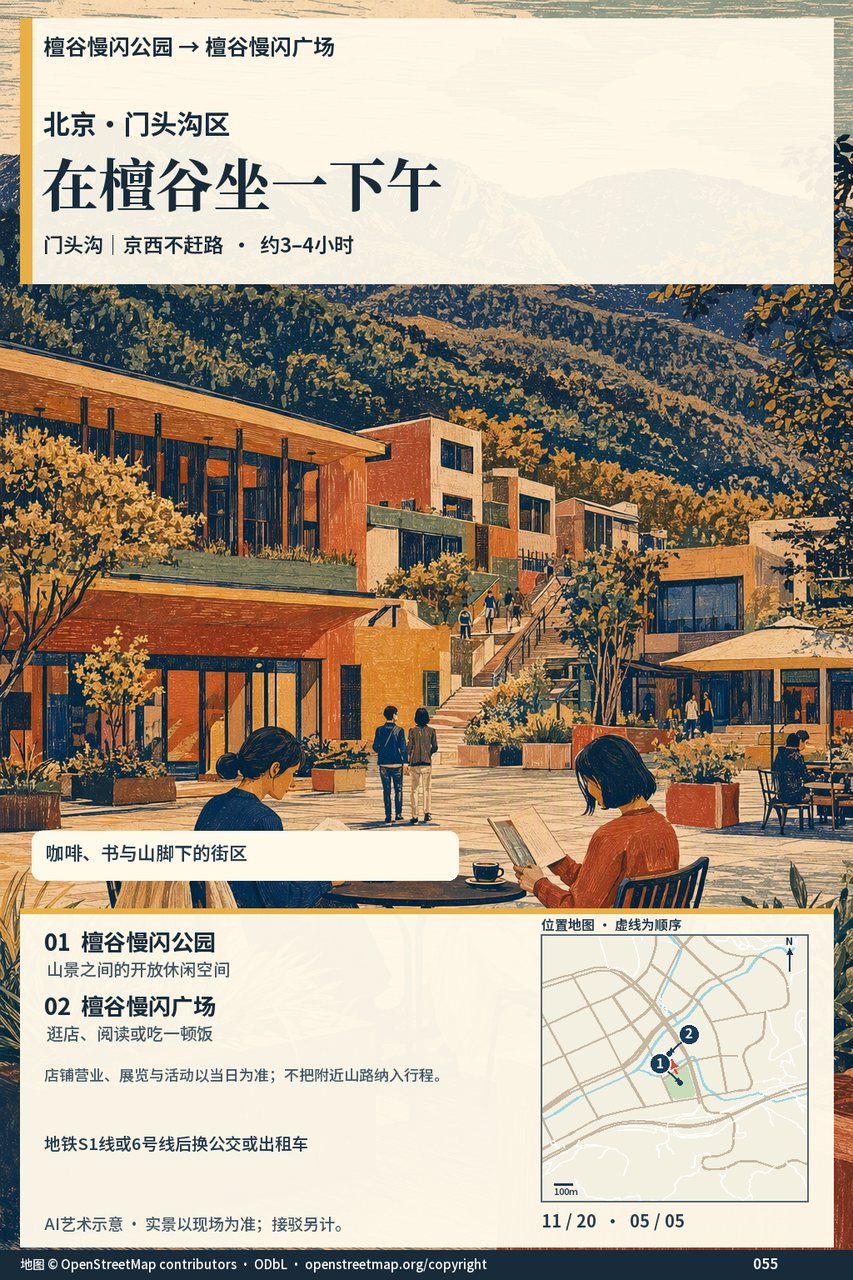 檀谷慢闪公园 → 檀谷慢闪广场
北京·门头沟区
在檀谷坐一下午
门头沟｜京西不赶路 · 约3–4小时
咖啡、书与山脚下的街区
01 檀谷慢闪公园
山景之间的开放休闲空间
02 檀谷慢闪广场
逛店、阅读或吃一顿饭
店铺营业、展览与活动以当日为准；不把附近山路纳入行程。
地铁S1线或6号线后换公交或出租车
AI艺术示意 · 实景以现场为准；接驳另计。
位置地图 · 虚线为顺序
N
2
1
100m
11 / 20 · 05 / 05
地图 © OpenStreetMap contributors · ODbL · openstreetmap.org/copyright
055